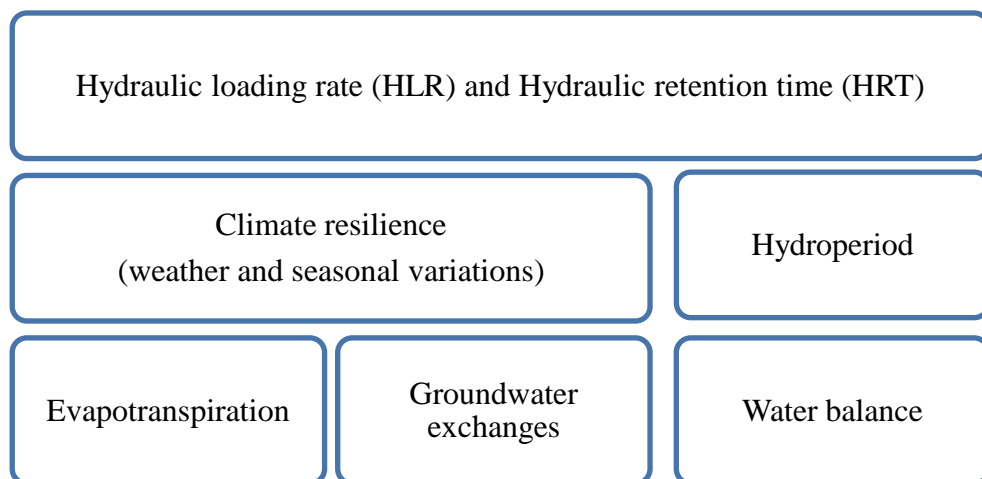 Hydraulic loading rate (HLR) and Hydraulic retention time (HRT)
Climate resilience
(weather and seasonal variations)
Hydroperiod
Evapotranspiration
Groundwater
exchanges
Water balance